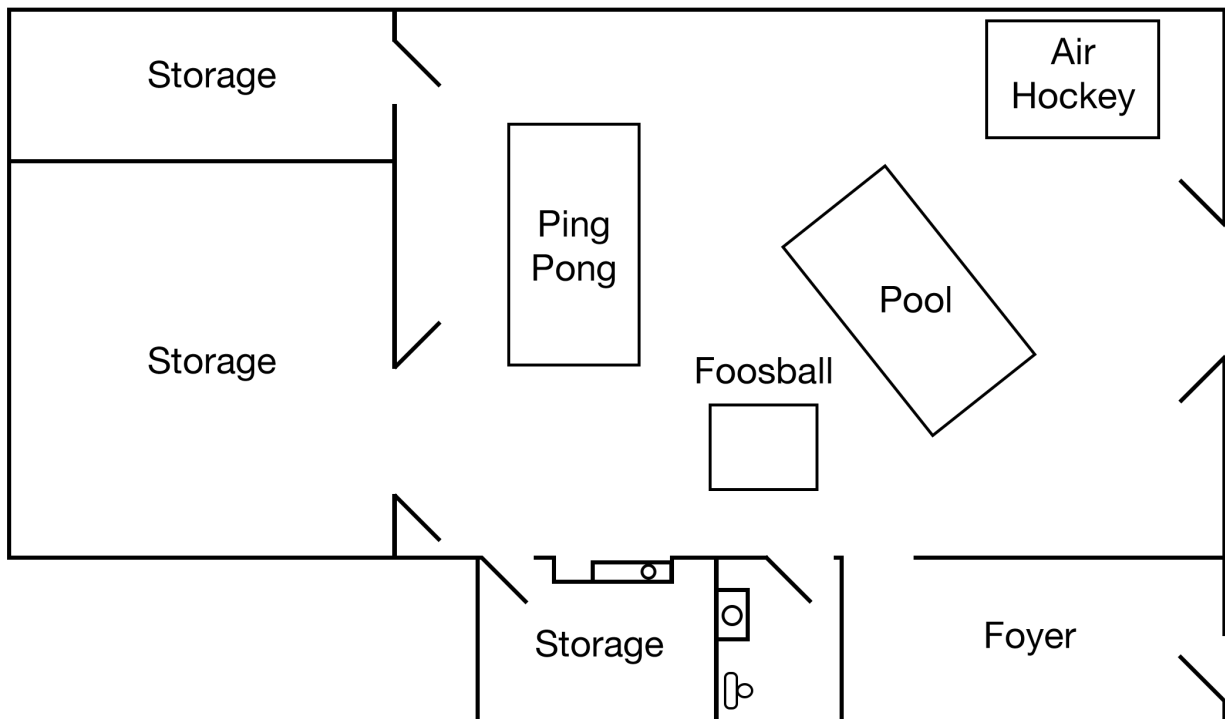 Storage
Air
Hockey
Ping
Pong
Pool
Storage
Foosball
Storage
Foyer